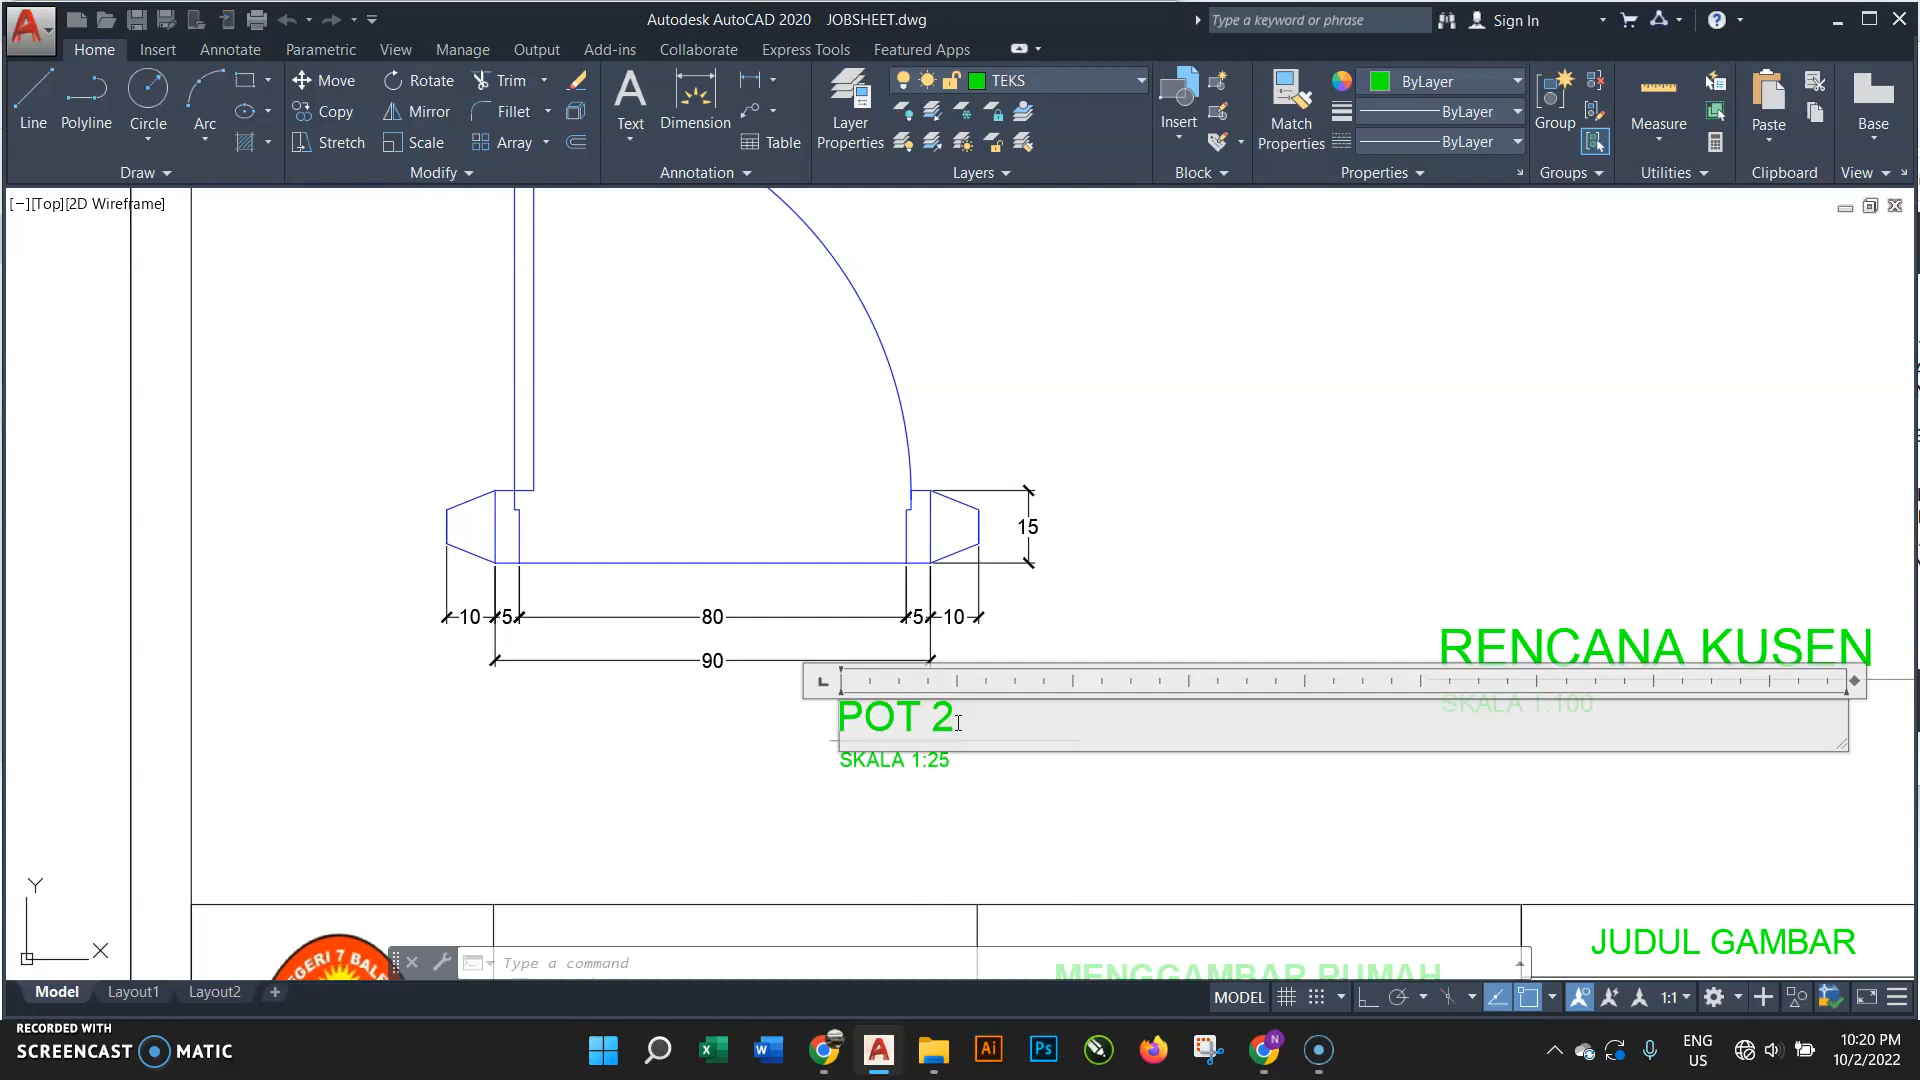 Autodesk AutoCAD 2020 JOBSHEET.dwg
Type a keyword or phrase
Sign In
Home Insert Annotate Parametric View Manage Output Add-ins Collaborate Express Tools Featured Apps
Line
Polyline
Circle
Arc
Draw
Move
Copy
Stretch
Rotate
Mirror
Scale
Trim
Fillet
Array
Modify
Text
Dimension
Table
Annotation
Layer
Properties
TEKS
Layers
Insert
Block
Match
Properties
ByLayer
ByLayer
ByLayer
Properties
Group
Groups
Measure
Utilities
Paste
Clipboard
Base
View
[−][Top][2D Wireframe]
15
10 5 80 5 10
90
RENCANA KUSEN
SKALA 1:100
POT 2
SKALA 1:25
Y
X
EGERI 7 BALE
MENGGAMBAR RUMAH
JUDUL GAMBAR
Type a command
Model Layout1 Layout2
MODEL
1:1
RECORDED WITH
SCREENCAST MATIC
ENG
US
10:20 PM
10/2/2022